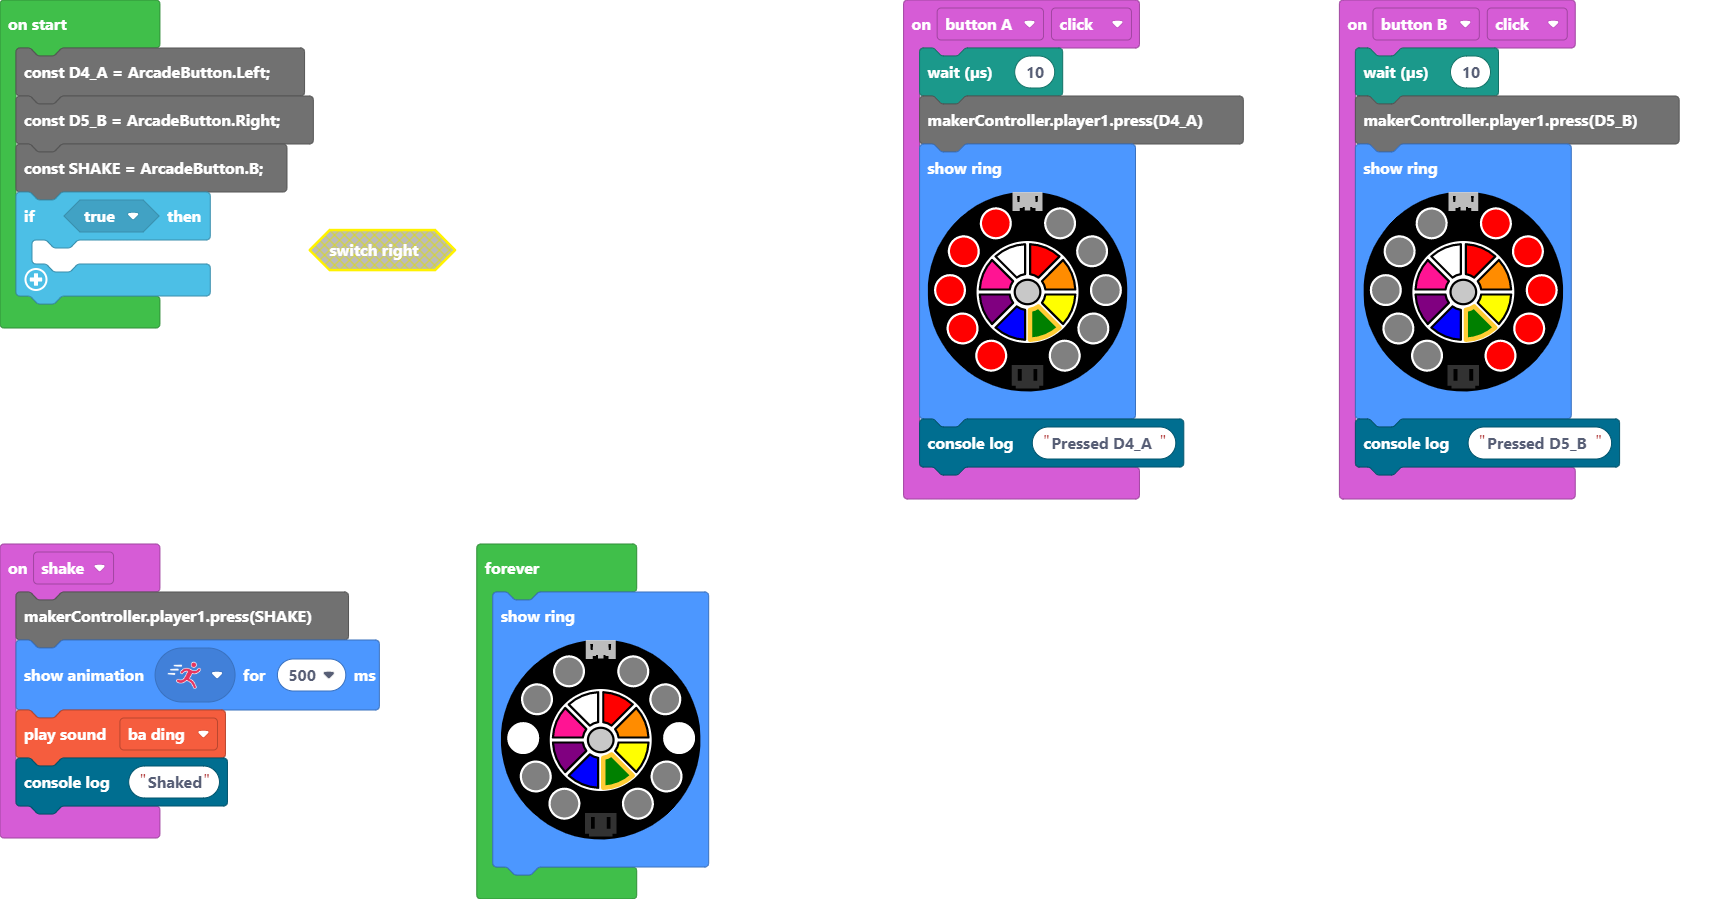 on start
const D4_A = ArcadeButton.Left;
const D5_B = ArcadeButton.Right;
const SHAKE = ArcadeButton.B;
if true then
switch right
on button A click
wait (µs) 10
makerController.player1.press(D4_A)
show ring
console log "Pressed D4_A "
on button B click
wait (µs) 10
makerController.player1.press(D5_B)
show ring
console log "Pressed D5_B "
on shake
makerController.player1.press(SHAKE)
show animation for 500 ms
play sound ba ding
console log "Shaked"
forever
show ring